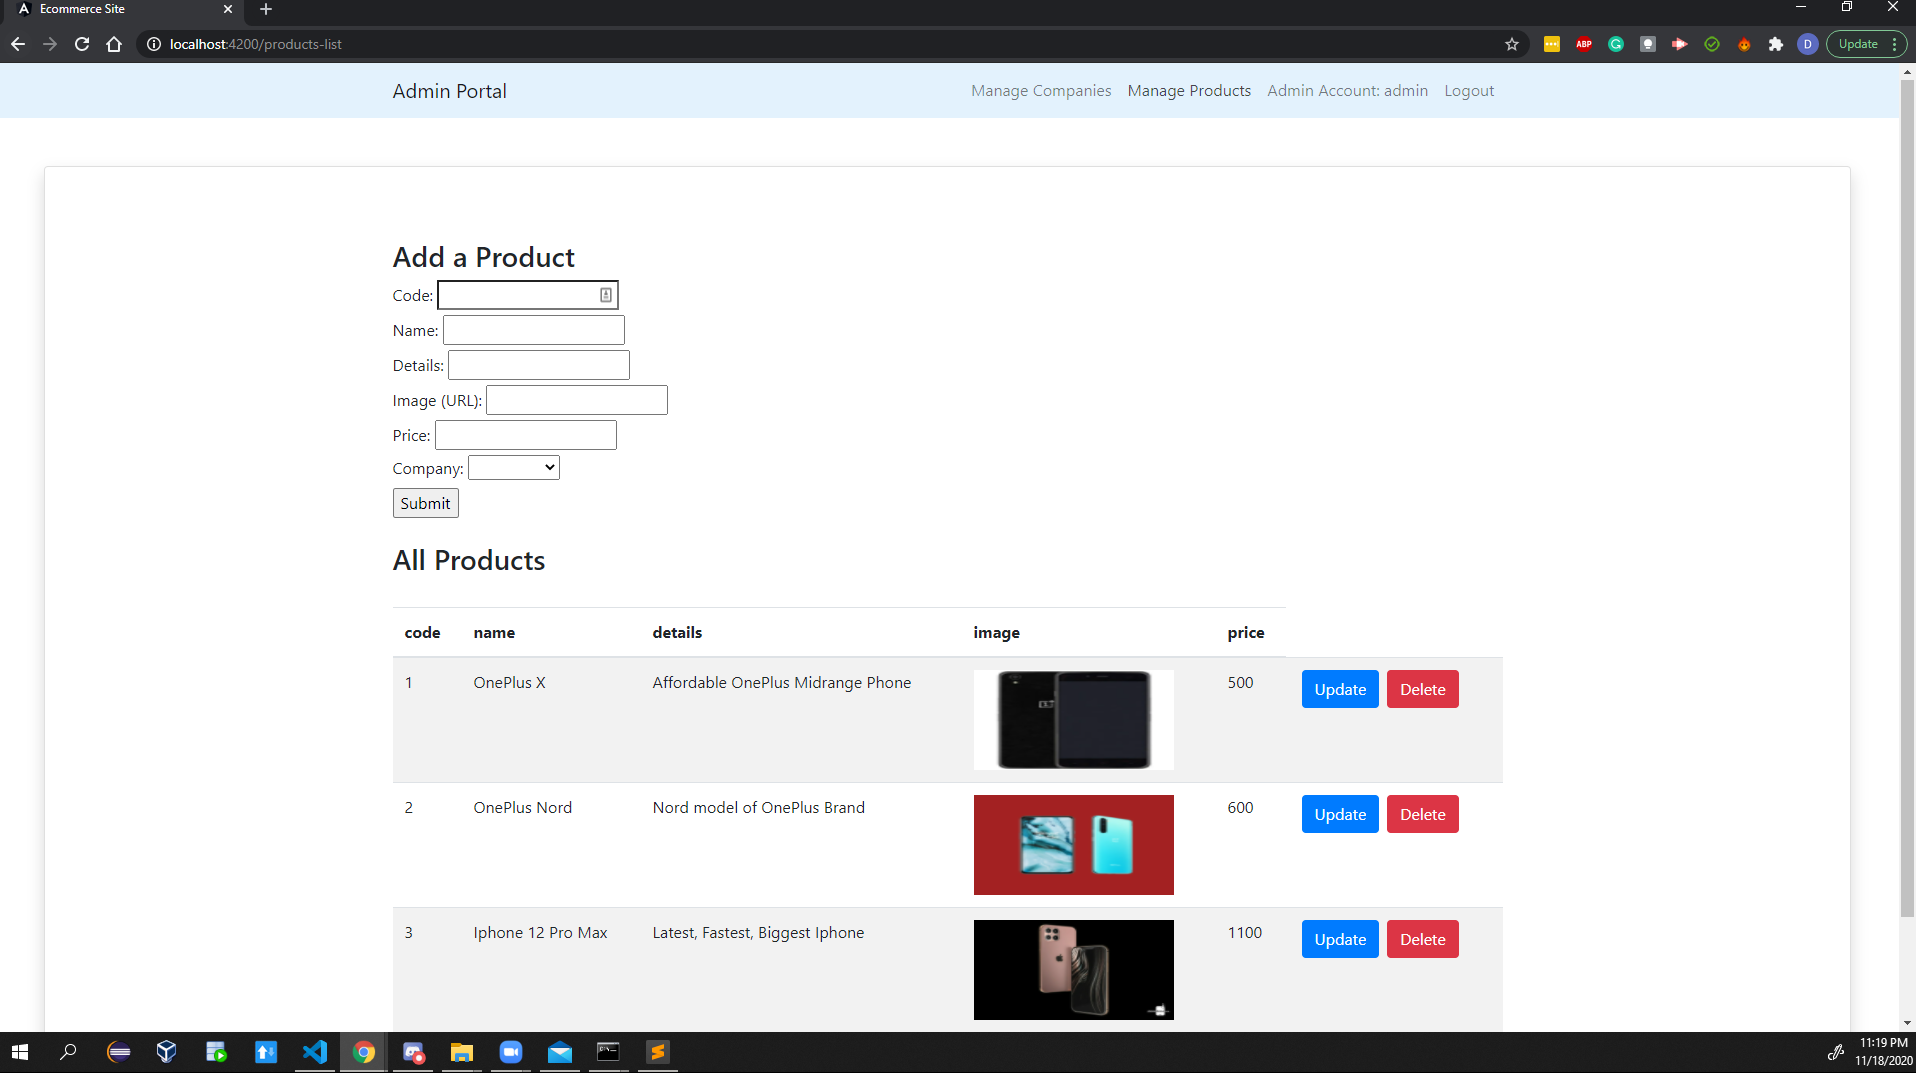 Ecommerce Site
localhost:4200/products-list
ABP
D
Update
Admin Portal
Manage Companies Manage Products Admin Account: admin Logout
Add a Product
Code:
Name:
Details:
Image (URL):
Price:
Company:
Submit
All Products
code name details image price
1 OnePlus X Affordable OnePlus Midrange Phone 500 Update Delete
2 OnePlus Nord Nord model of OnePlus Brand 600 Update Delete
3 Iphone 12 Pro Max Latest, Fastest, Biggest Iphone 1100 Update Delete
11:19 PM
11/18/2020